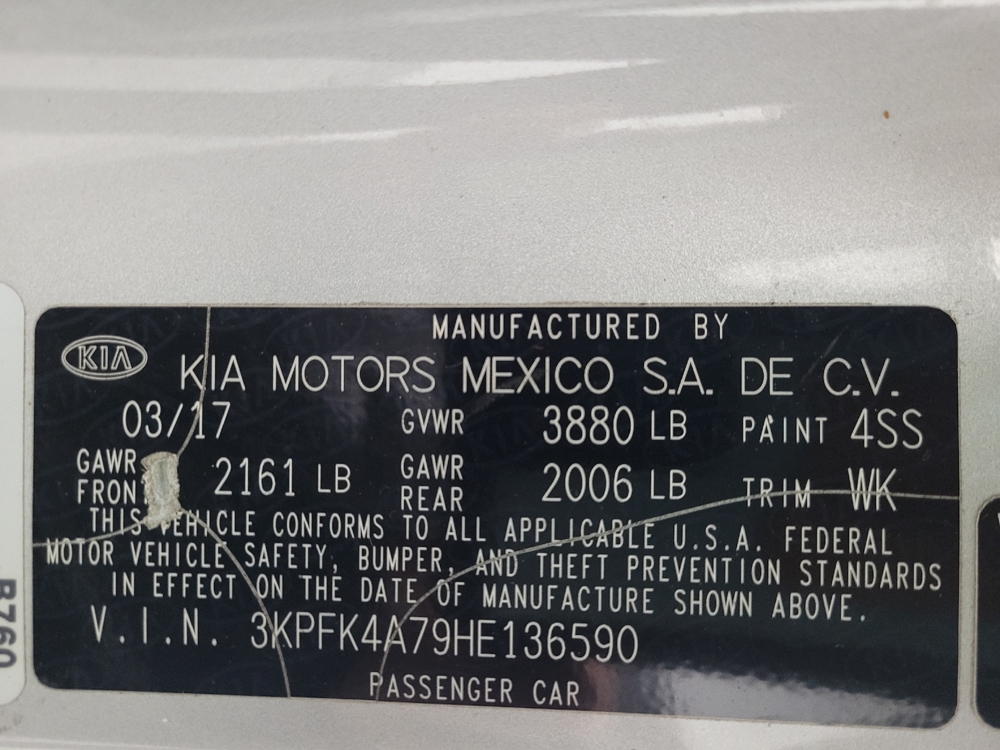 MANUFACTURED BY
KIA
KIA MOTORS MEXICO S.A. DE C.V.
03/17 GVWR 3880 LB PAINT 4SS
GAWR FRONT 2161 LB GAWR REAR 2006 LB TRIM WK
THIS VEHICLE CONFORMS TO ALL APPLICABLE U.S.A. FEDERAL
MOTOR VEHICLE SAFETY, BUMPER, AND THEFT PREVENTION STANDARDS
IN EFFECT ON THE DATE OF MANUFACTURE SHOWN ABOVE.
V.I.N. 3KPFK4A79HE136590
PASSENGER CAR